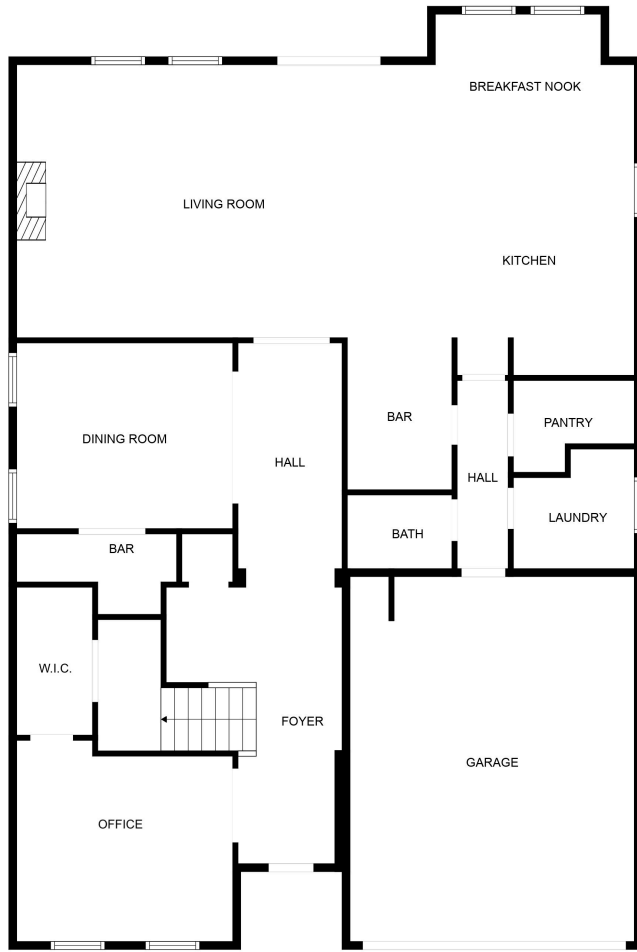 BREAKFAST NOOK
LIVING ROOM
KITCHEN
BAR
PANTRY
DINING ROOM
HALL
HALL
LAUNDRY
BATH
BAR
W.I.C.
FOYER
GARAGE
OFFICE